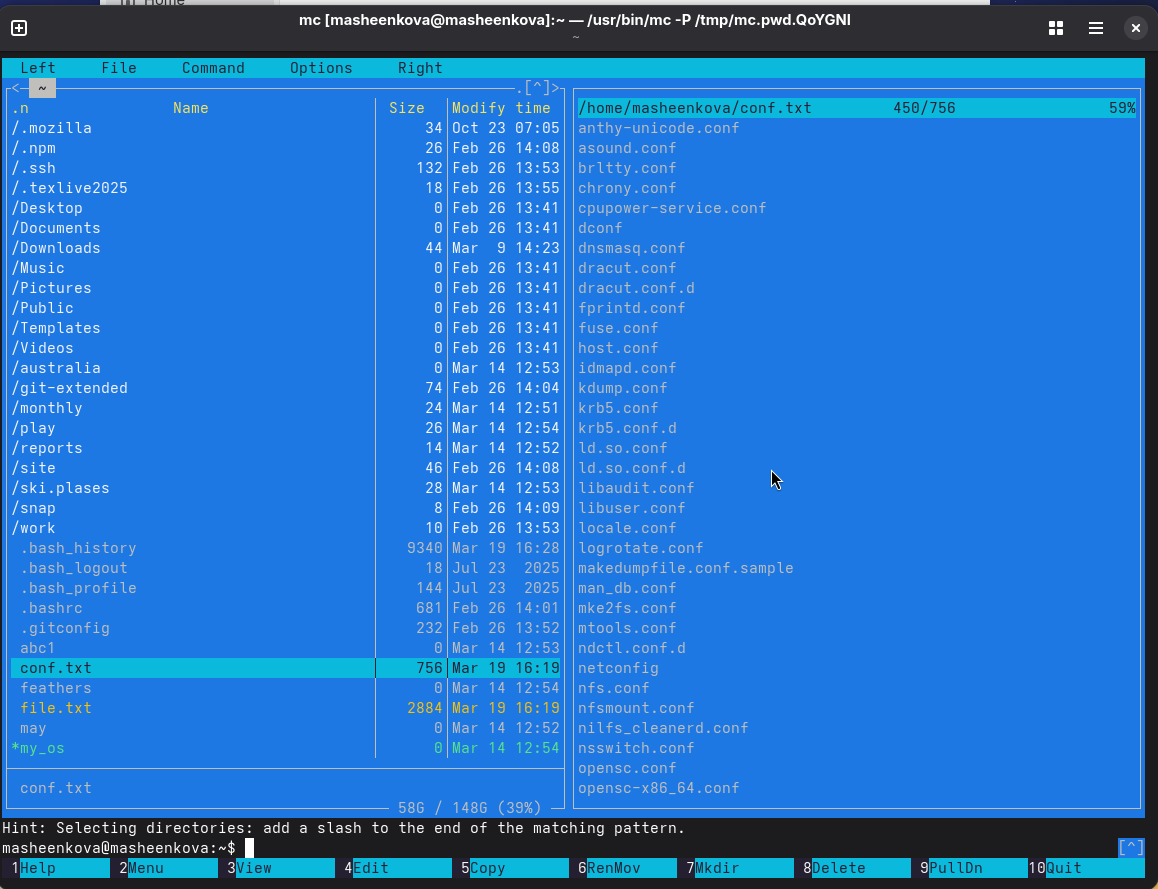 Home
mc [masheenkova@masheenkova]:~ — /usr/bin/mc -P /tmp/mc.pwd.QoYGNI
~
Left File Command Options Right
<─ ~ .[^]>
.n Name Size Modify time
/.mozilla 34 Oct 23 07:05
/.npm 26 Feb 26 14:08
/.ssh 132 Feb 26 13:53
/.texlive2025 18 Feb 26 13:55
/Desktop 0 Feb 26 13:41
/Documents 0 Feb 26 13:41
/Downloads 44 Mar 9 14:23
/Music 0 Feb 26 13:41
/Pictures 0 Feb 26 13:41
/Public 0 Feb 26 13:41
/Templates 0 Feb 26 13:41
/Videos 0 Feb 26 13:41
/australia 0 Mar 14 12:53
/git-extended 74 Feb 26 14:04
/monthly 24 Mar 14 12:51
/play 26 Mar 14 12:54
/reports 14 Mar 14 12:52
/site 46 Feb 26 14:08
/ski.plases 28 Mar 14 12:53
/snap 8 Feb 26 14:09
/work 10 Feb 26 13:53
.bash_history 9340 Mar 19 16:28
.bash_logout 18 Jul 23 2025
.bash_profile 144 Jul 23 2025
.bashrc 681 Feb 26 14:01
.gitconfig 232 Feb 26 13:52
abc1 0 Mar 14 12:53
conf.txt 756 Mar 19 16:19
feathers 0 Mar 14 12:54
file.txt 2884 Mar 19 16:19
may 0 Mar 14 12:52
*my_os 0 Mar 14 12:54
conf.txt
58G / 148G (39%)
/home/masheenkova/conf.txt 450/756 59%
anthy-unicode.conf
asound.conf
brltty.conf
chrony.conf
cpupower-service.conf
dconf
dnsmasq.conf
dracut.conf
dracut.conf.d
fprintd.conf
fuse.conf
host.conf
idmapd.conf
kdump.conf
krb5.conf
krb5.conf.d
ld.so.conf
ld.so.conf.d
libaudit.conf
libuser.conf
locale.conf
logrotate.conf
makedumpfile.conf.sample
man_db.conf
mke2fs.conf
mtools.conf
ndctl.conf.d
netconfig
nfs.conf
nfsmount.conf
nilfs_cleanerd.conf
nsswitch.conf
opensc.conf
opensc-x86_64.conf
Hint: Selecting directories: add a slash to the end of the matching pattern.
masheenkova@masheenkova:~$ [^]
1Help 2Menu 3View 4Edit 5Copy 6RenMov 7Mkdir 8Delete 9PullDn 10Quit